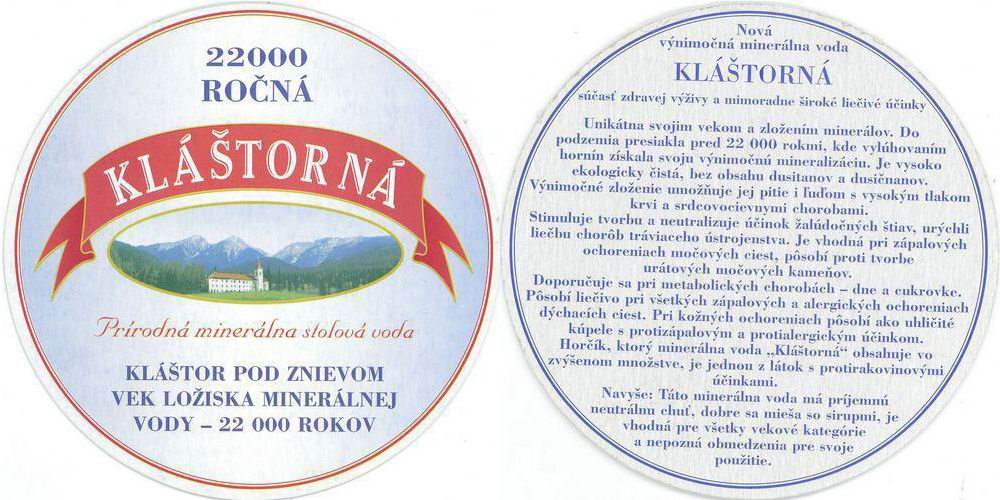 22000
ROČNÁ
KLÁŠTORNÁ
Prírodná minerálna stolová voda
KLÁŠTOR POD ZNIEVOM
VEK LOŽISKA MINERÁLNEJ
VODY – 22 000 ROKOV
Nová
výnimočná minerálna voda
KLÁŠTORNÁ
súčasť zdravej výživy a mimoradne široké liečivé účinky
Unikátna svojim vekom a zložením minerálov. Do
podzemia presiakla pred 22 000 rokmi, kde vylúhovaním
hornín získala svoju výnimočnú mineralizáciu. Je vysoko
ekologicky čistá, bez obsahu dusitanov a dusičnanov.
Výnimočné zloženie umožňuje jej pitie i ľuďom s vysokým tlakom
krvi a srdcovocievnymi chorobami.
Stimuluje tvorbu a neutralizuje účinok žalúdočných štiav, urýchli
liečbu chorôb tráviaceho ústrojenstva. Je vhodná pri zápalových
ochoreniach močových ciest, pôsobí proti tvorbe
urátových močových kameňov.
Doporučuje sa pri metabolických chorobách – dne a cukrovke.
Pôsobí liečivo pri všetkých zápalových a alergických ochoreniach
dýchacích ciest. Pri kožných ochoreniach pôsobí ako uhličité
kúpele s protizápalovým a protialergickým účinkom.
Horčík, ktorý minerálna voda „Kláštorná“ obsahuje vo
zvýšenom množstve, je jednou z látok s protirakovinovými
účinkami.
Navyše: Táto minerálna voda má príjemnú
neutrálnu chuť, dobre sa mieša so sirupmi, je
vhodná pre všetky vekové kategórie
a nepozná obmedzenia pre svoje
použitie.